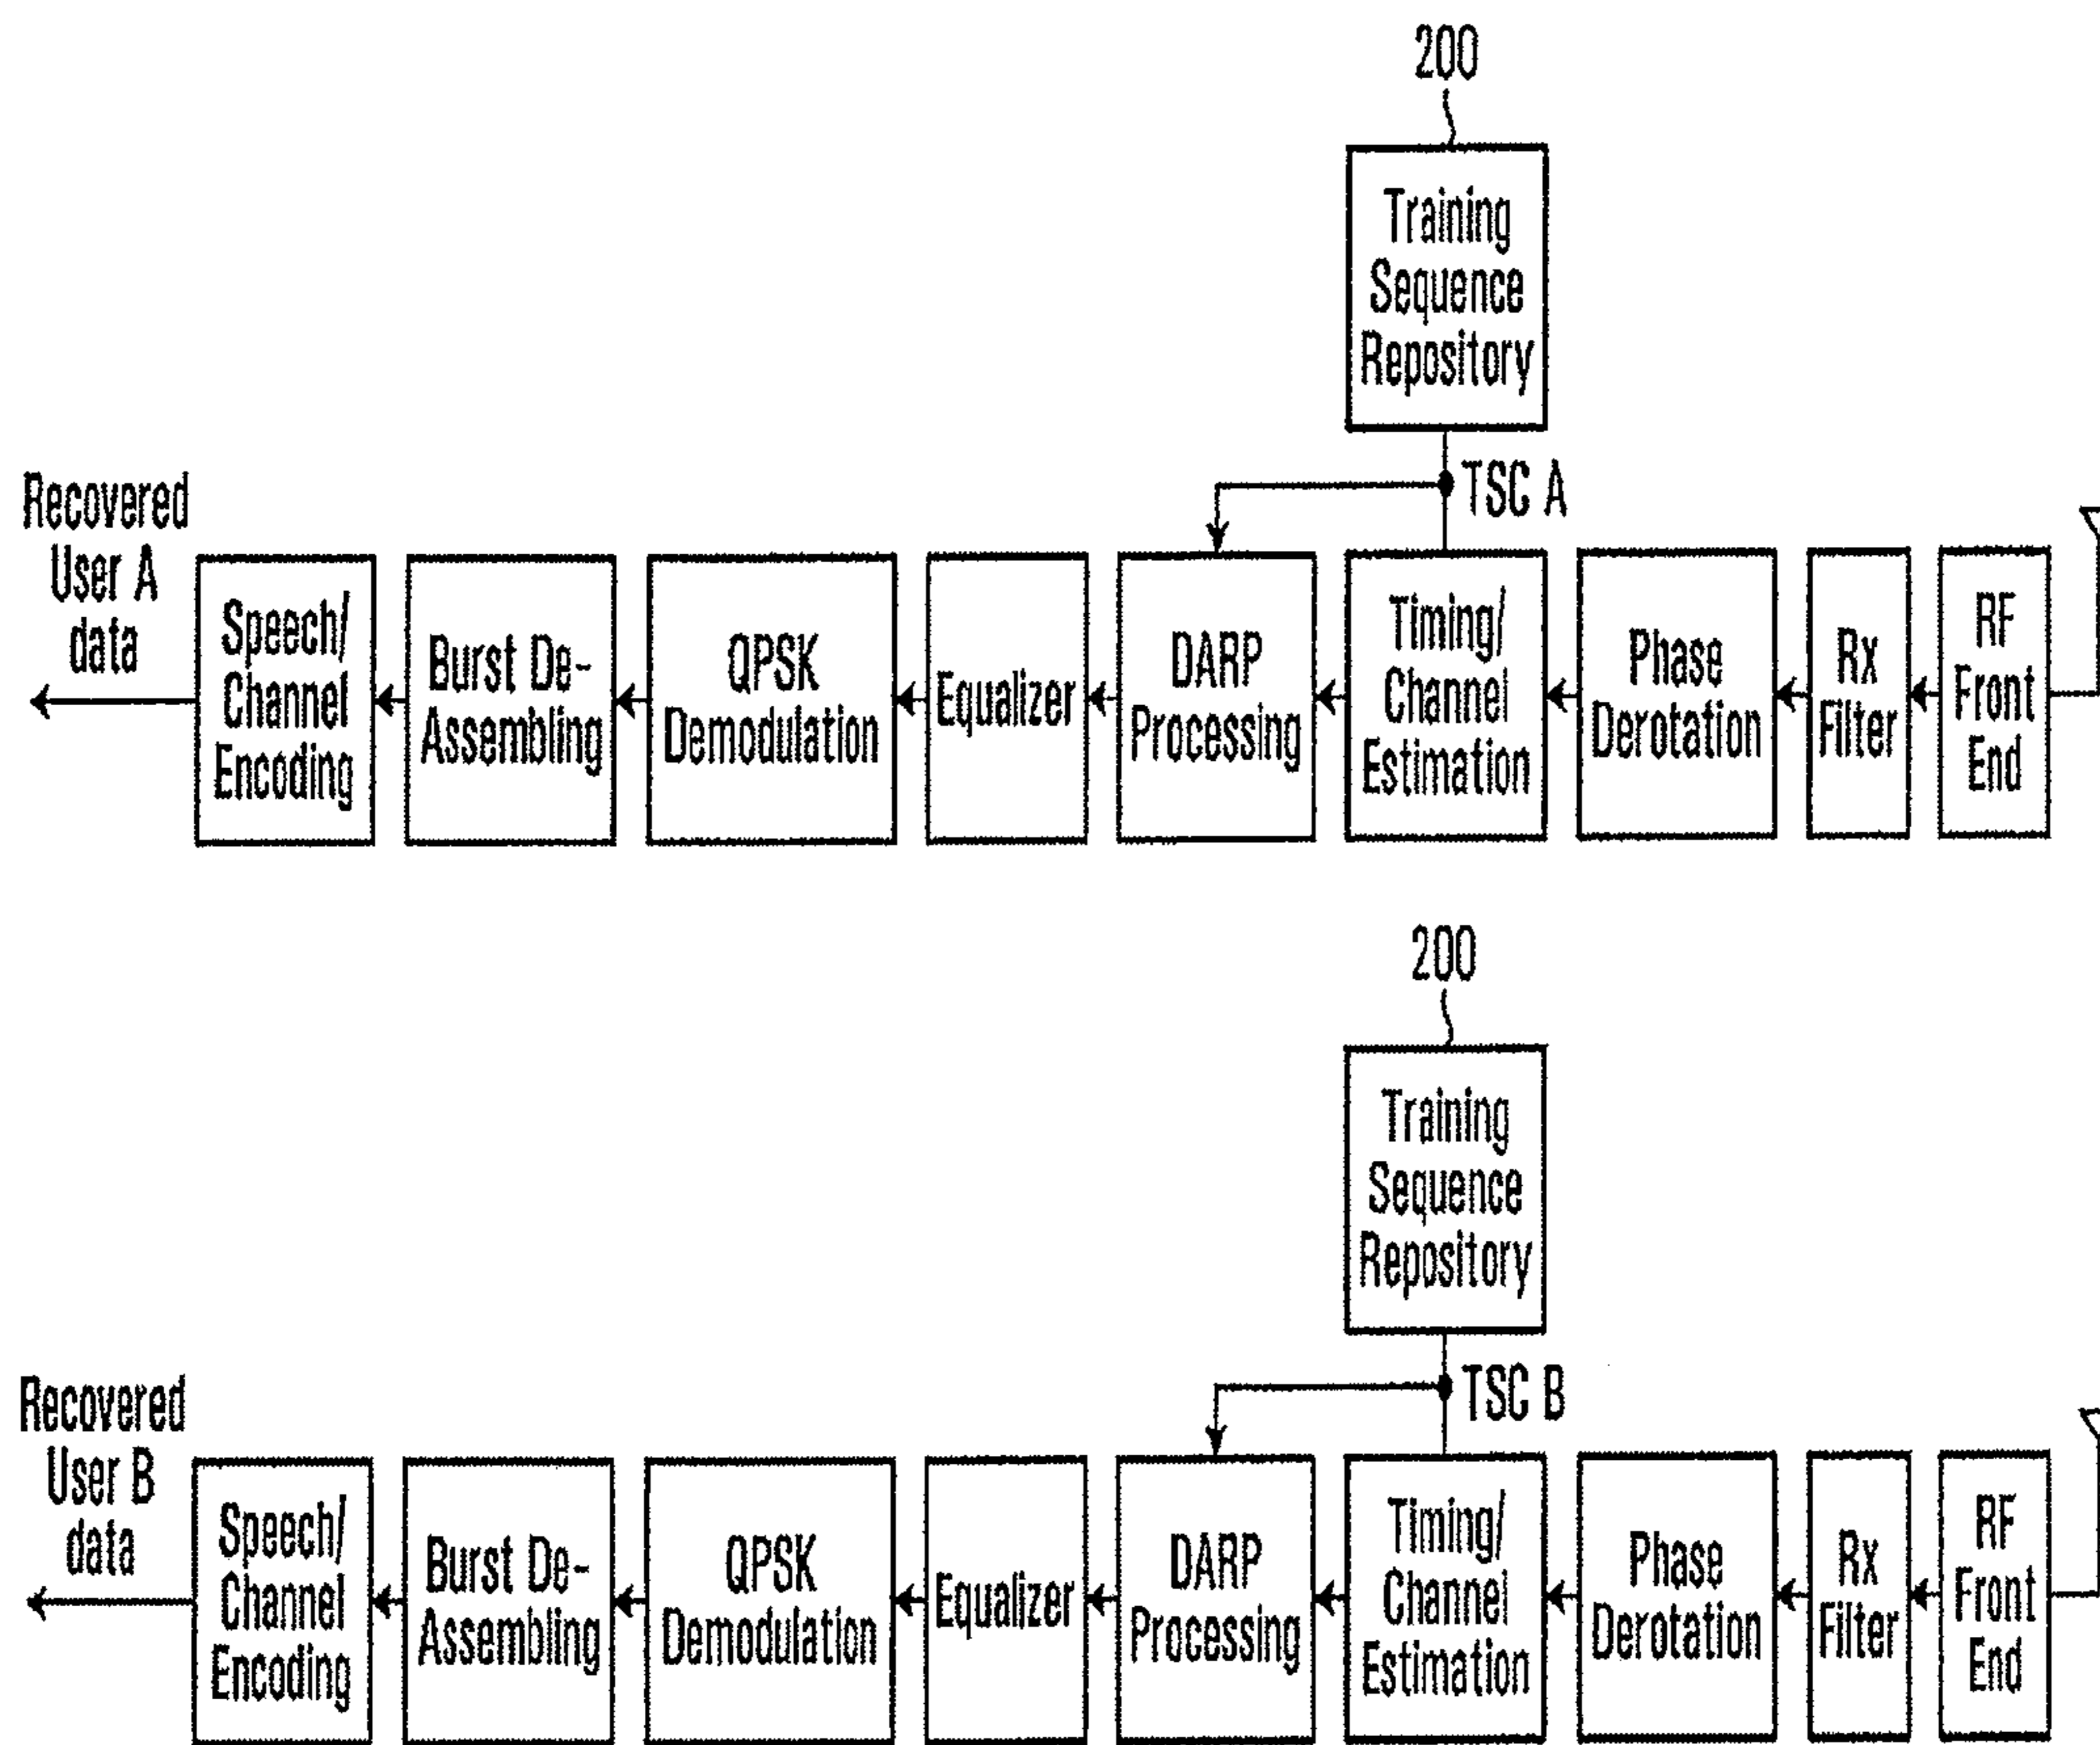 200
Training
Sequence
Repository
TSC A
Recovered
User A
data
Speech/
Channel
Encoding
Burst De-
Assembling
QPSK
Demodulation
Equalizer
DARP
Processing
Timing/
Channel
Estimation
Phase
Derotation
Rx
Filter
RF
Front
End
200
Training
Sequence
Repository
TSC B
Recovered
User B
data
Speech/
Channel
Encoding
Burst De-
Assembling
QPSK
Demodulation
Equalizer
DARP
Processing
Timing/
Channel
Estimation
Phase
Derotation
Rx
Filter
RF
Front
End